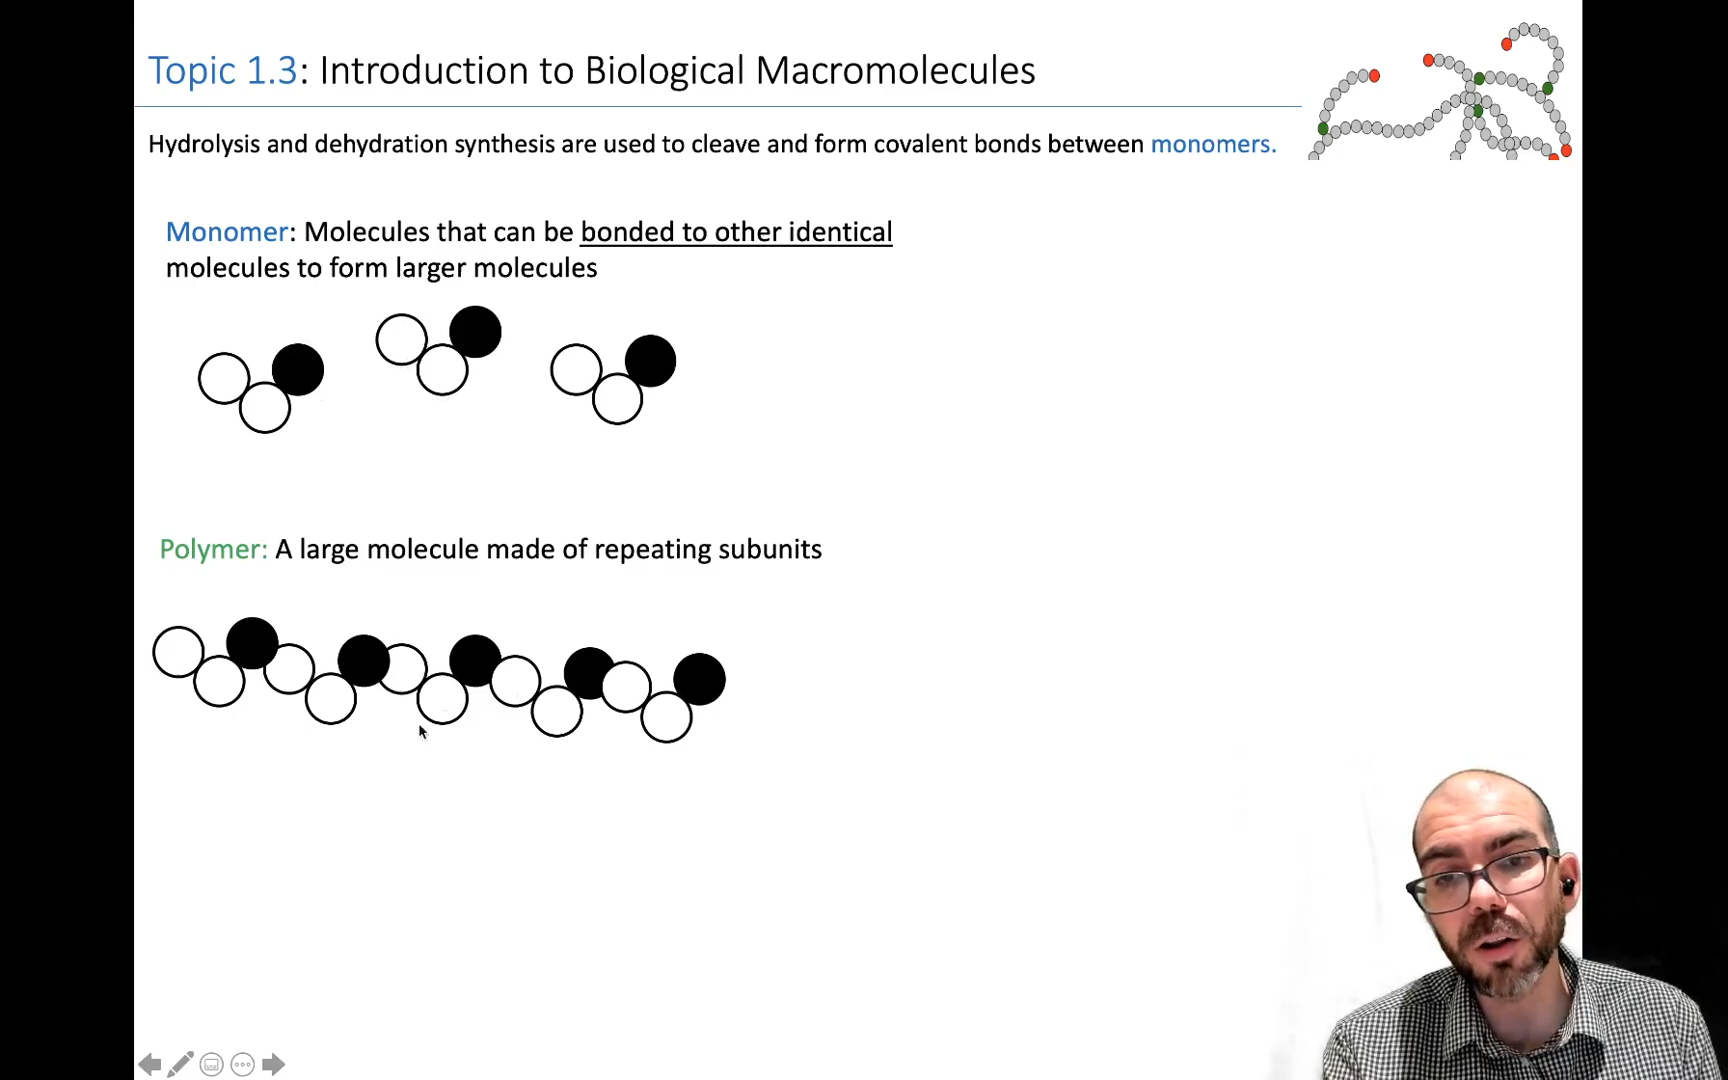 Topic 1.3: Introduction to Biological Macromolecules
Hydrolysis and dehydration synthesis are used to cleave and form covalent bonds between monomers.
Monomer: Molecules that can be bonded to other identical
molecules to form larger molecules
Polymer: A large molecule made of repeating subunits